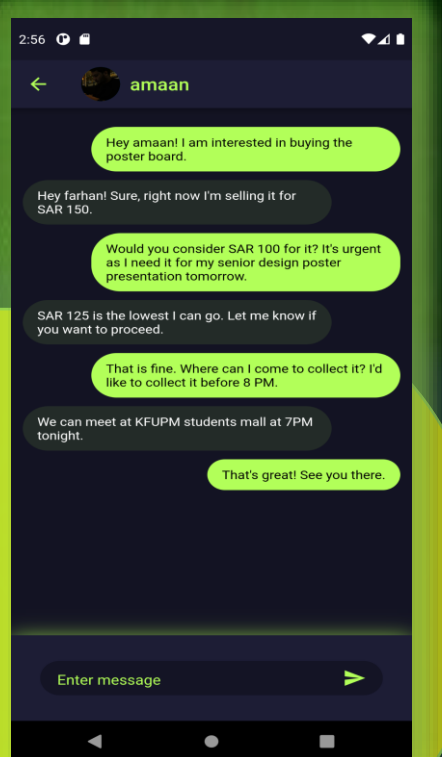 2:56
amaan
Hey amaan! I am interested in buying the
poster board.
Hey farhan! Sure, right now I'm selling it for
SAR 150.
Would you consider SAR 100 for it? It's urgent
as I need it for my senior design poster
presentation tomorrow.
SAR 125 is the lowest I can go. Let me know if
you want to proceed.
That is fine. Where can I come to collect it? I'd
like to collect it before 8 PM.
We can meet at KFUPM students mall at 7PM
tonight.
That's great! See you there.
Enter message